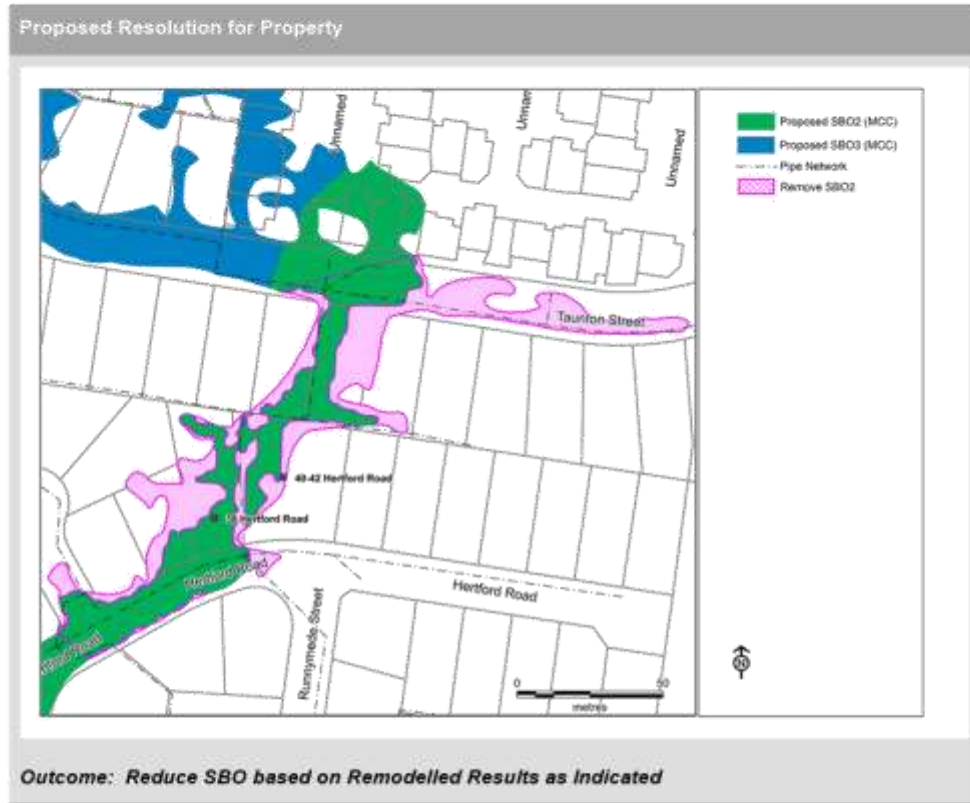 Proposed Resolution for Property
Unnamed
Unnam
Unnamed
Proposed SBO2 (MCC)
Proposed SBO3 (MCC)
Pipe Network
Remove SBO2
Taunton Street
40-42 Hertford Road
Hertford Road
Hertford Road
Road
Hertford Road
Runnymede Street
0 50
metres
N
Outcome: Reduce SBO based on Remodelled Results as Indicated